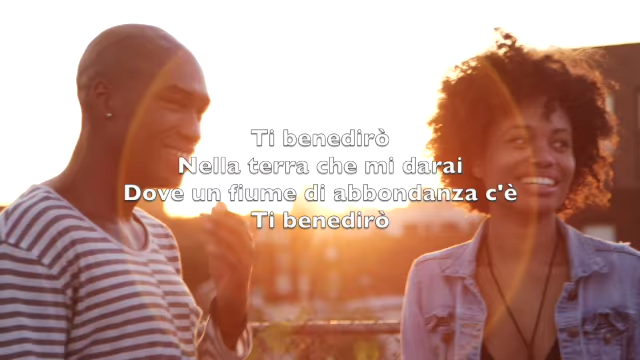 Ti benedirò
Nella terra che mi darai
Dove un fiume di abbondanza c'è
Ti benedirò